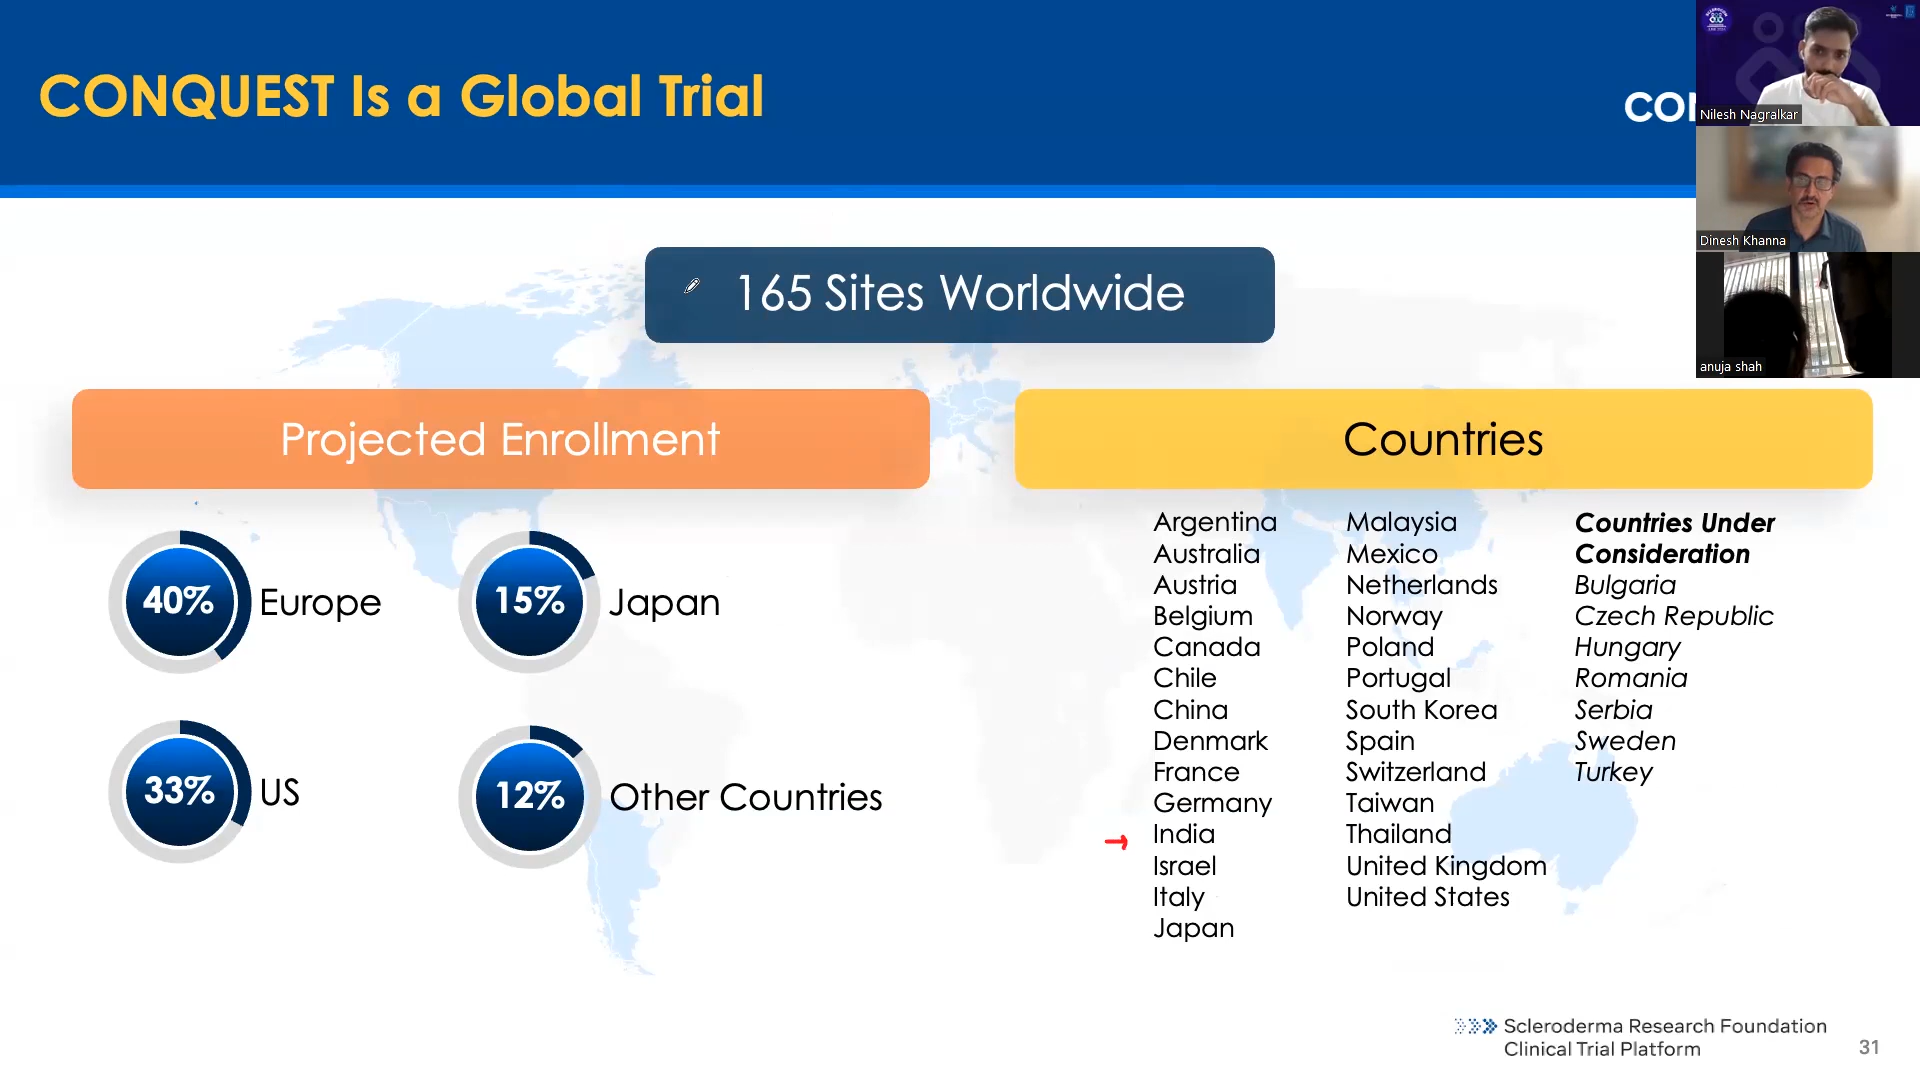 CONQUEST Is a Global Trial
Nilesh Nagralkar
Dinesh Khanna
anuja shah
165 Sites Worldwide
Projected Enrollment
40%
Europe
15%
Japan
33%
US
12%
Other Countries
Countries
Argentina
Australia
Austria
Belgium
Canada
Chile
China
Denmark
France
Germany
India
Israel
Italy
Japan
Malaysia
Mexico
Netherlands
Norway
Poland
Portugal
South Korea
Spain
Switzerland
Taiwan
Thailand
United Kingdom
United States
Countries Under
Consideration
Bulgaria
Czech Republic
Hungary
Romania
Serbia
Sweden
Turkey
Scleroderma Research Foundation
Clinical Trial Platform
31